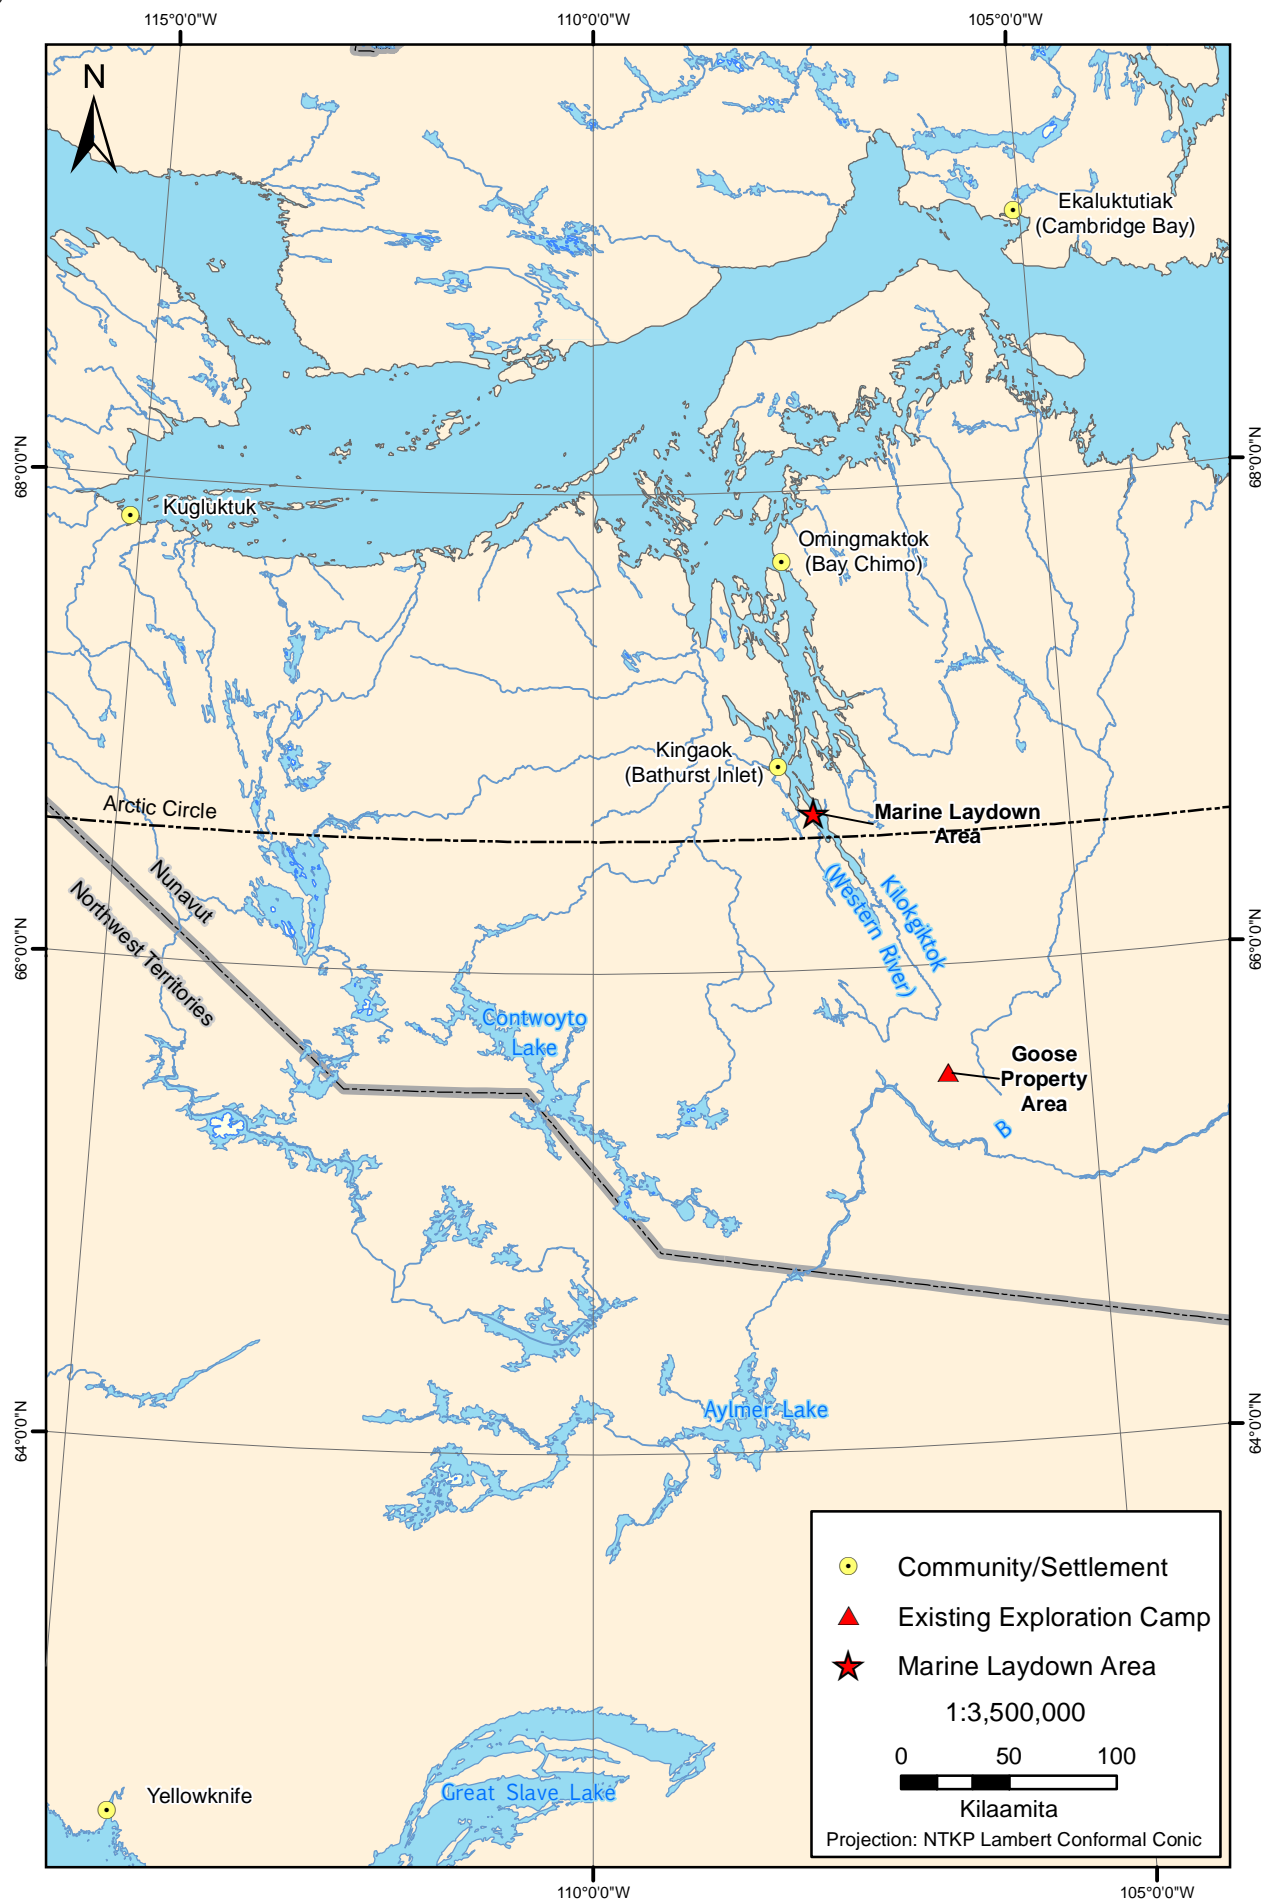 115°0'0"W
110°0'0"W
105°0'0"W
N
Ekaluktutiak
(Cambridge Bay)
68°0'0"N
68°0'0"N
Kugluktuk
Omingmaktok
(Bay Chimo)
Kingaok
(Bathurst Inlet)
Arctic Circle
Marine Laydown
Area
Nunavut
Northwest Territories
Kilokgiktok
(Western River)
66°0'0"N
66°0'0"N
Contwoyto
Lake
Goose
Property
Area
B
Aylmer Lake
64°0'0"N
64°0'0"N
Community/Settlement
Existing Exploration Camp
Marine Laydown Area
1:3,500,000
0 50 100
Kilaamita
Projection: NTKP Lambert Conformal Conic
Great Slave Lake
Yellowknife
110°0'0"W
105°0'0"W